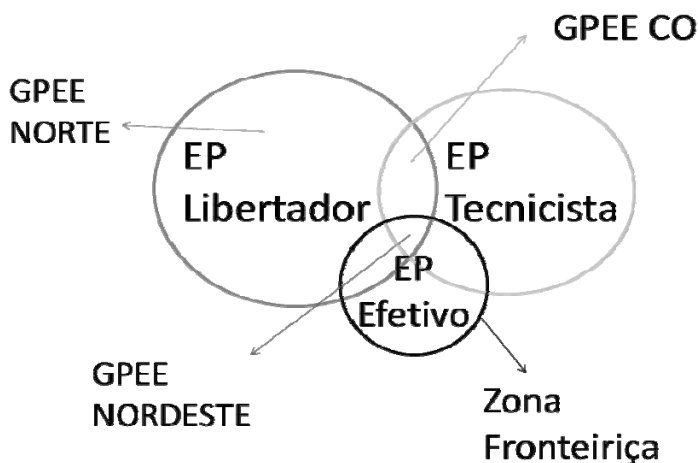 GPEE CO
GPEE
NORTE
EP
Libertador
EP
Tecnicista
EP
Efetivo
GPEE
NORDESTE
Zona
Fronteiriça